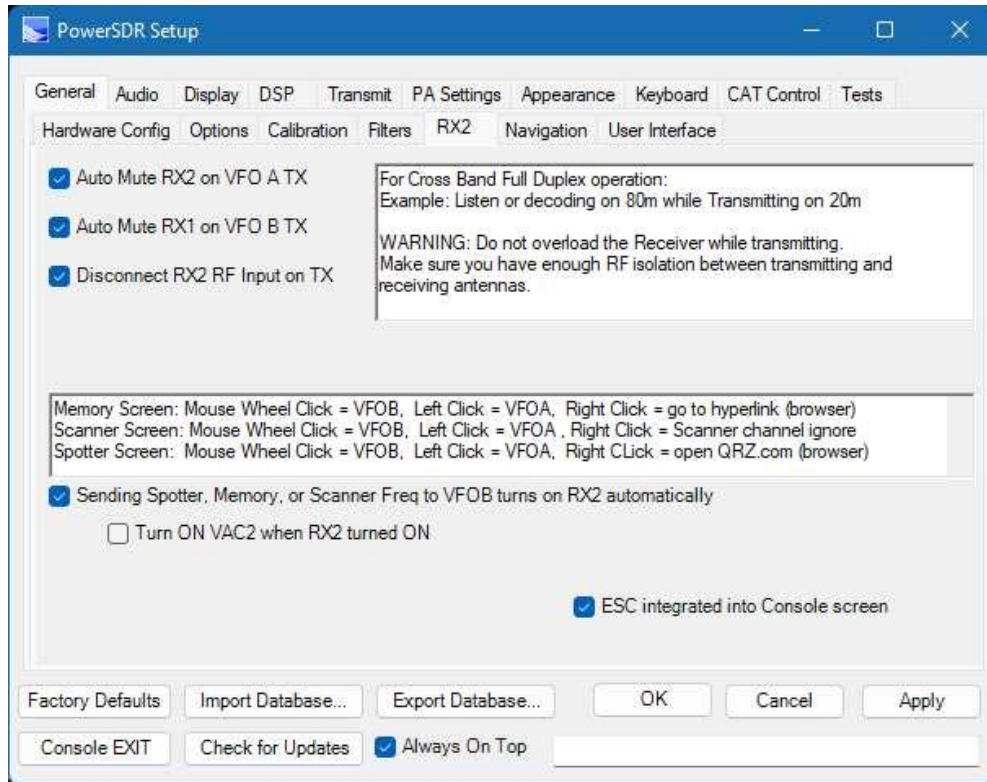 PowerSDR Setup
General Audio Display DSP Transmit PA Settings Appearance Keyboard CAT Control Tests
Hardware Config Options Calibration Filters RX2 Navigation User Interface
Auto Mute RX2 on VFO A TX
Auto Mute RX1 on VFO B TX
Disconnect RX2 RF Input on TX
For Cross Band Full Duplex operation:
Example: Listen or decoding on 80m while Transmitting on 20m
WARNING: Do not overload the Receiver while transmitting.
Make sure you have enough RF isolation between transmitting and
receiving antennas.
Memory Screen: Mouse Wheel Click = VFOB, Left Click = VFOA, Right Click = go to hyperlink (browser)
Scanner Screen: Mouse Wheel Click = VFOB, Left Click = VFOA , Right Click = Scanner channel ignore
Spotter Screen: Mouse Wheel Click = VFOB, Left Click = VFOA, Right CLick = open QRZ.com (browser)
Sending Spotter, Memory, or Scanner Freq to VFOB turns on RX2 automatically
Turn ON VAC2 when RX2 turned ON
ESC integrated into Console screen
Factory Defaults Import Database... Export Database... OK Cancel Apply
Console EXIT Check for Updates Always On Top